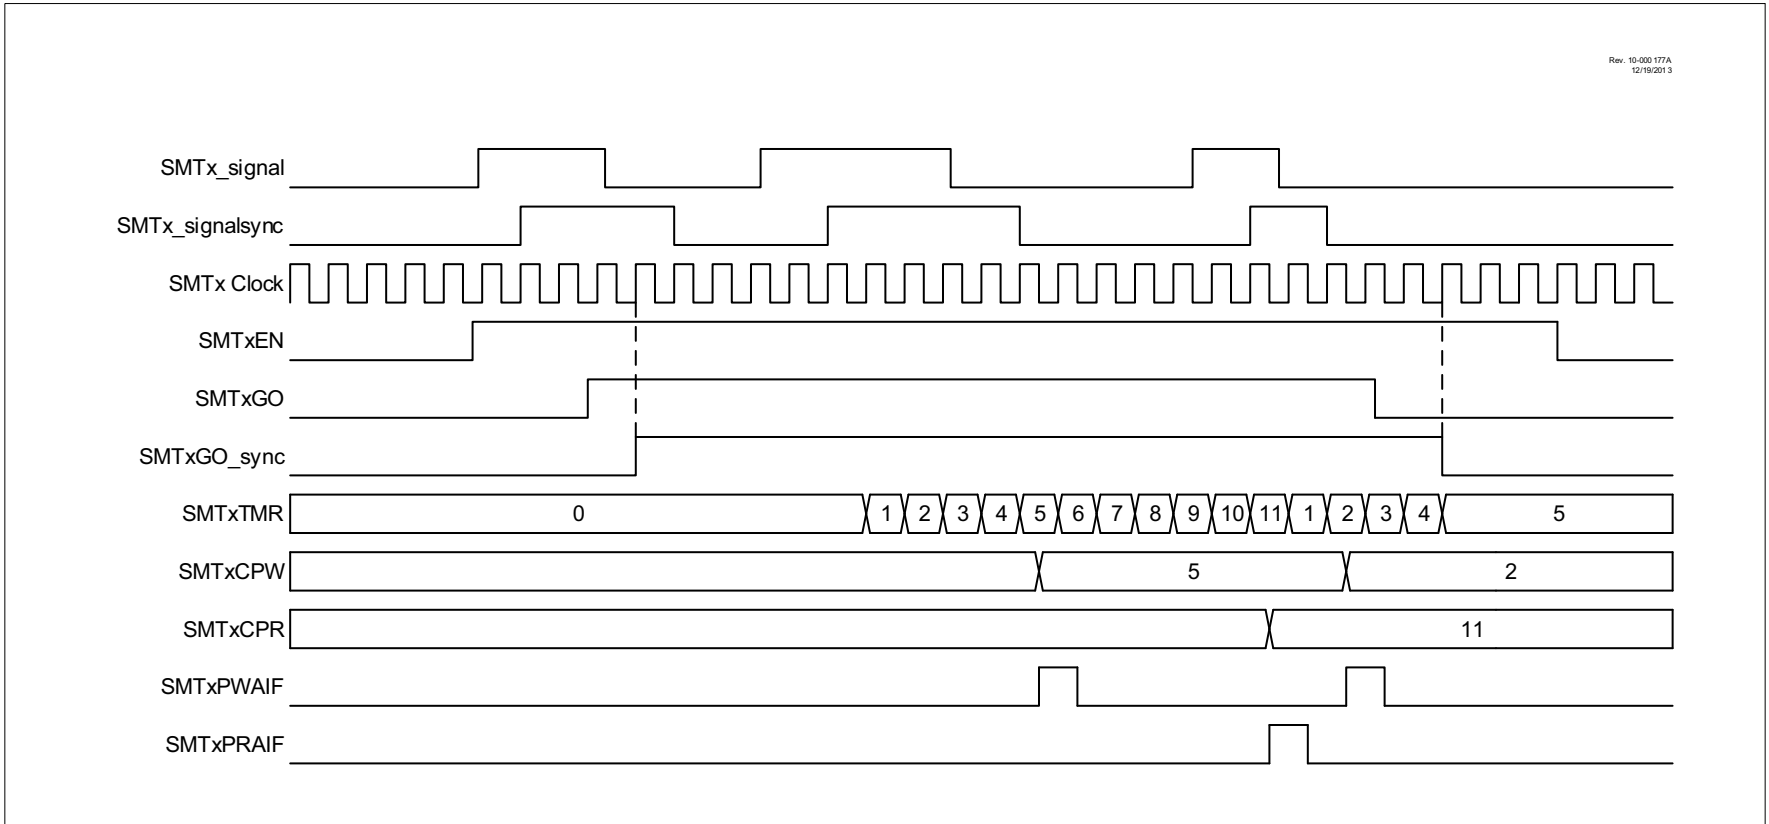 Rev. 10-000 177A
12/19/201 3
SMTx_signal
SMTx_signalsync
SMTx Clock
SMTxEN
SMTxGO
SMTxGO_sync
SMTxTMR 0 1 2 3 4 5 6 7 8 9 10 11 1 2 3 4 5
SMTxCPW 5 2
SMTxCPR 11
SMTxPWAIF
SMTxPRAIF